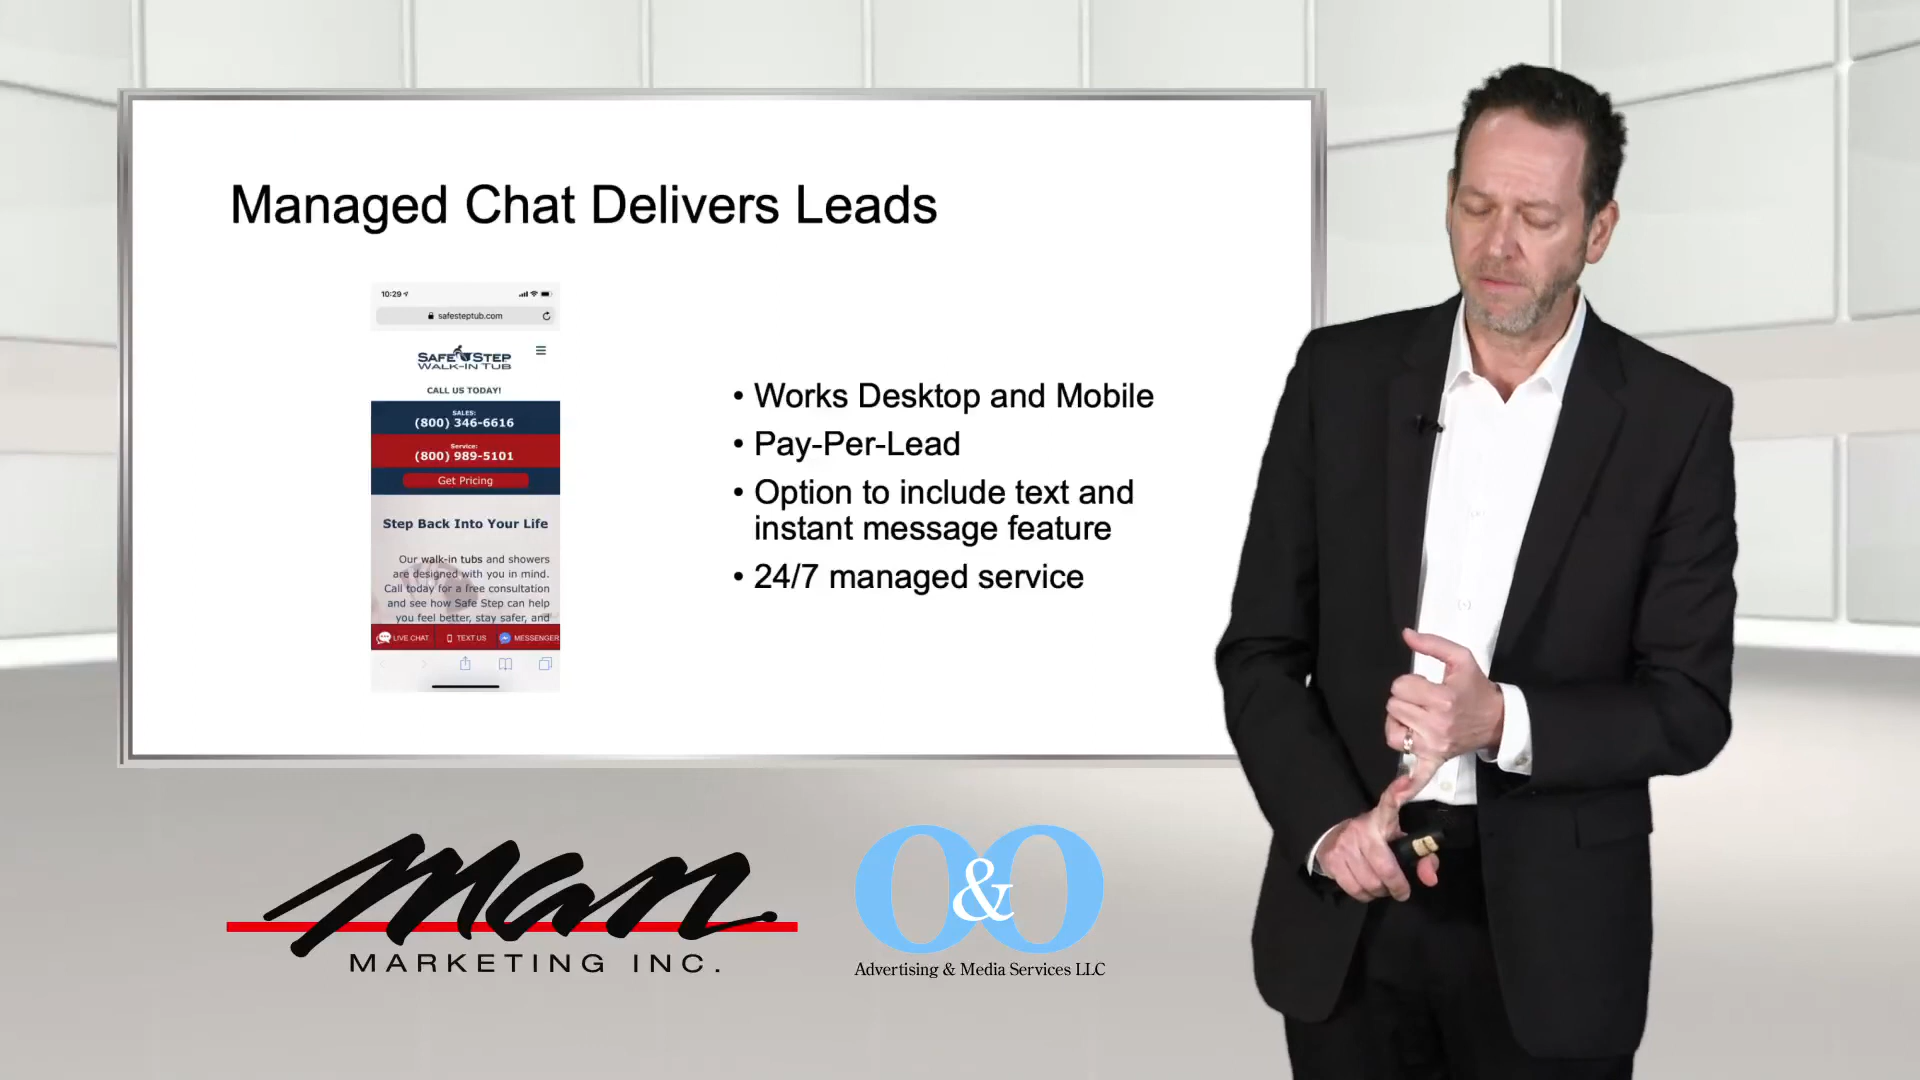 Managed Chat Delivers Leads
10:29
safesteptub.com
SAFE STEP
WALK-IN TUB
CALL US TODAY!
SALES:
(800) 346-6616
Service:
(800) 989-5101
Get Pricing
Step Back Into Your Life
Our walk-in tubs and showers
are designed with you in mind.
Call today for a free consultation
and see how Safe Step can help
you feel better, stay safer, and
LIVE CHAT TEXT US MESSENGER
• Works Desktop and Mobile
• Pay-Per-Lead
• Option to include text and
instant message feature
• 24/7 managed service
Man
MARKETING INC.
O&O
Advertising & Media Services LLC